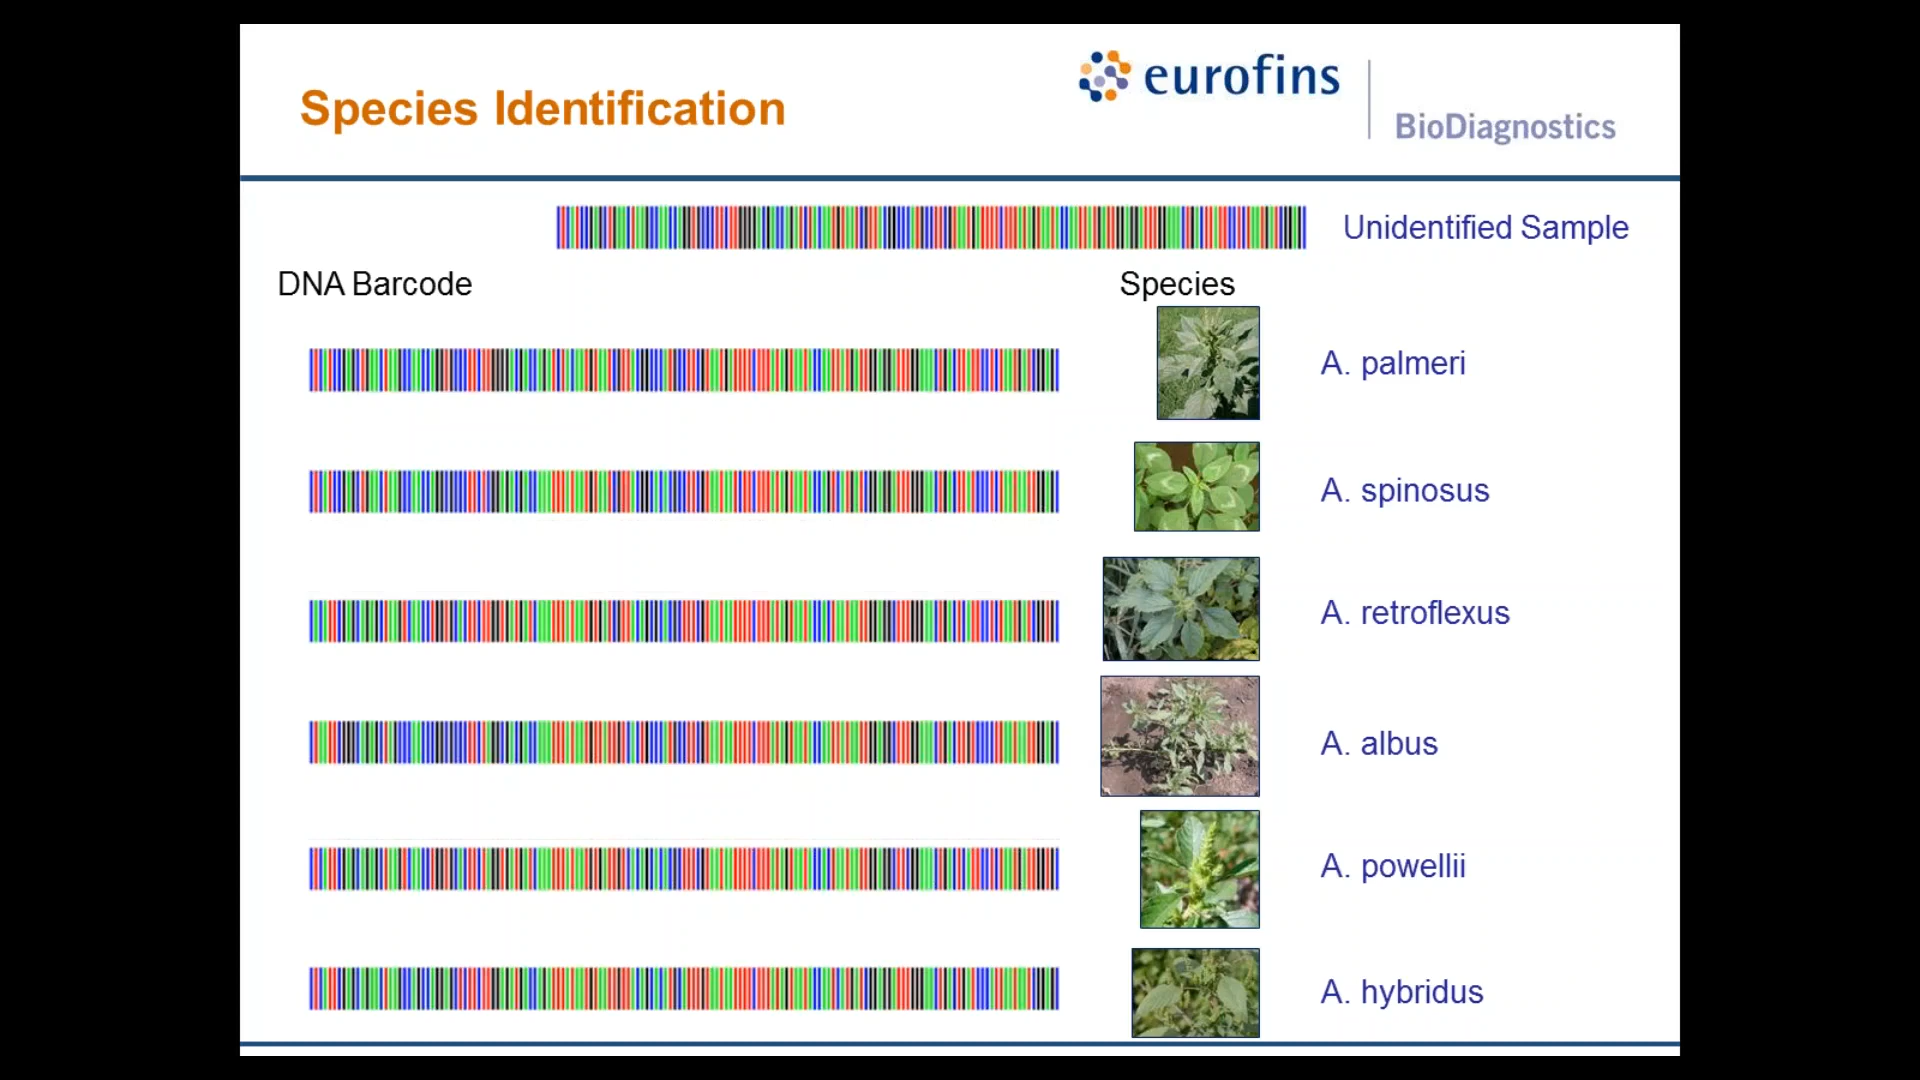 Species Identification
eurofins
BioDiagnostics
Unidentified Sample
DNA Barcode
Species
A. palmeri
A. spinosus
A. retroflexus
A. albus
A. powellii
A. hybridus